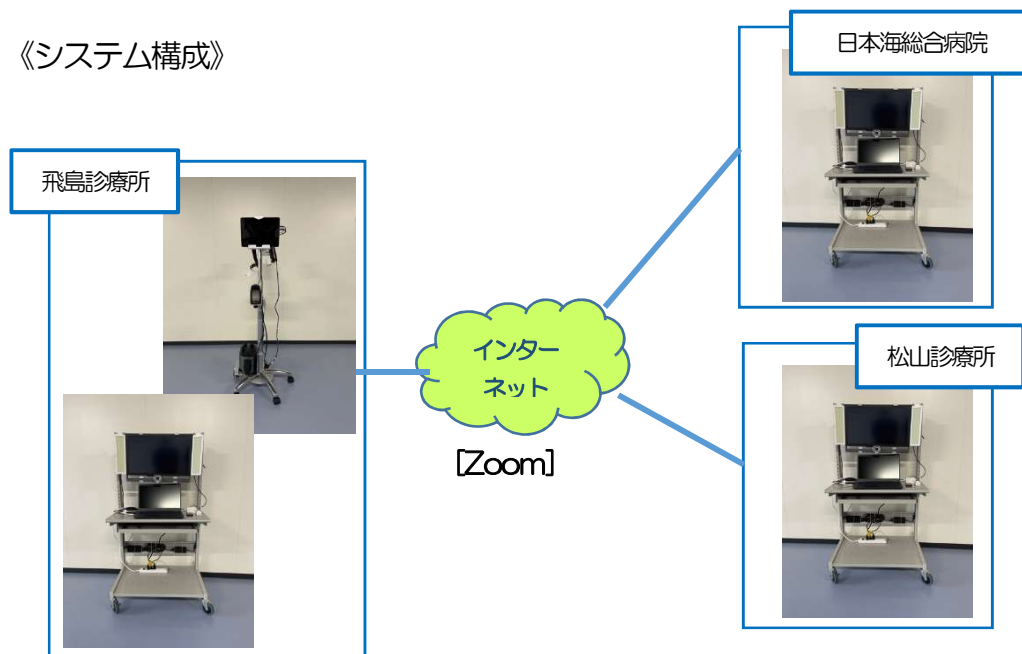 《システム構成》
日本海総合病院
飛島診療所
インター
ネット
松山診療所
[Zoom]